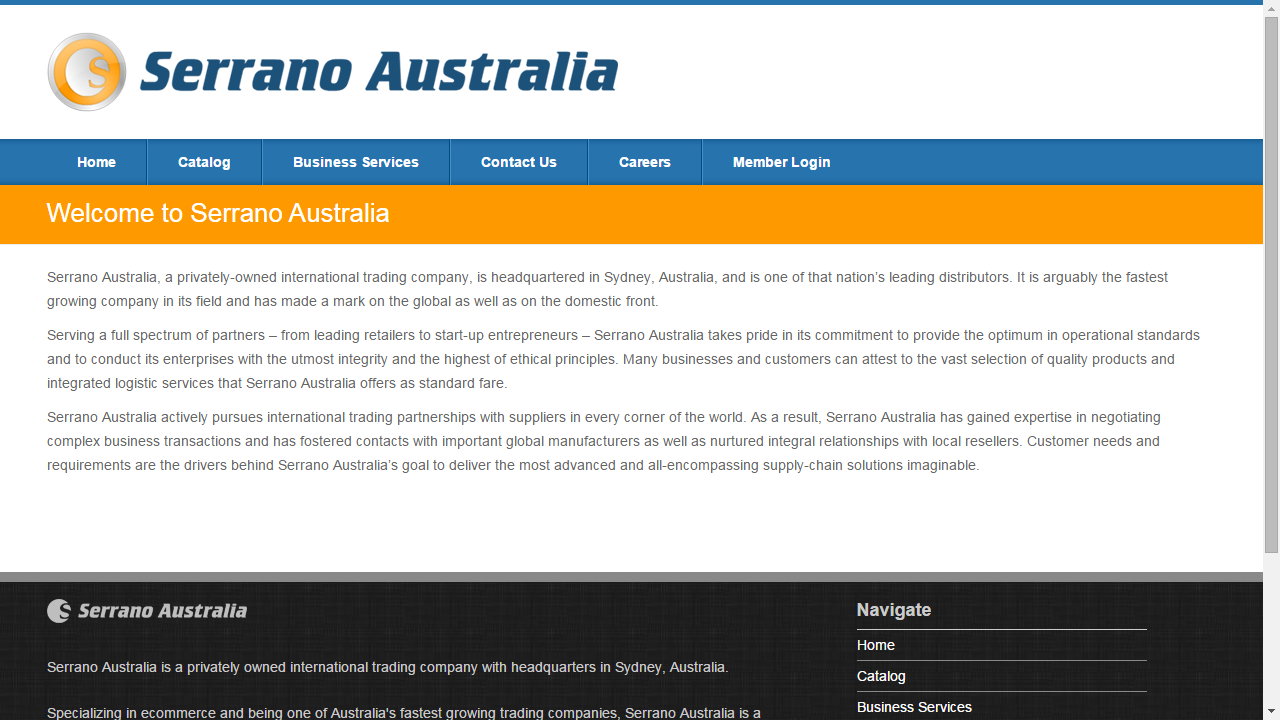 S Serrano Australia
Home Catalog Business Services Contact Us Careers Member Login
Welcome to Serrano Australia
Serrano Australia, a privately-owned international trading company, is headquartered in Sydney, Australia, and is one of that nation’s leading distributors. It is arguably the fastest
growing company in its field and has made a mark on the global as well as on the domestic front.
Serving a full spectrum of partners – from leading retailers to start-up entrepreneurs – Serrano Australia takes pride in its commitment to provide the optimum in operational standards
and to conduct its enterprises with the utmost integrity and the highest of ethical principles. Many businesses and customers can attest to the vast selection of quality products and
integrated logistic services that Serrano Australia offers as standard fare.
Serrano Australia actively pursues international trading partnerships with suppliers in every corner of the world. As a result, Serrano Australia has gained expertise in negotiating
complex business transactions and has fostered contacts with important global manufacturers as well as nurtured integral relationships with local resellers. Customer needs and
requirements are the drivers behind Serrano Australia’s goal to deliver the most advanced and all-encompassing supply-chain solutions imaginable.
S Serrano Australia
Serrano Australia is a privately owned international trading company with headquarters in Sydney, Australia.
Specializing in ecommerce and being one of Australia's fastest growing trading companies, Serrano Australia is a
Navigate
Home
Catalog
Business Services